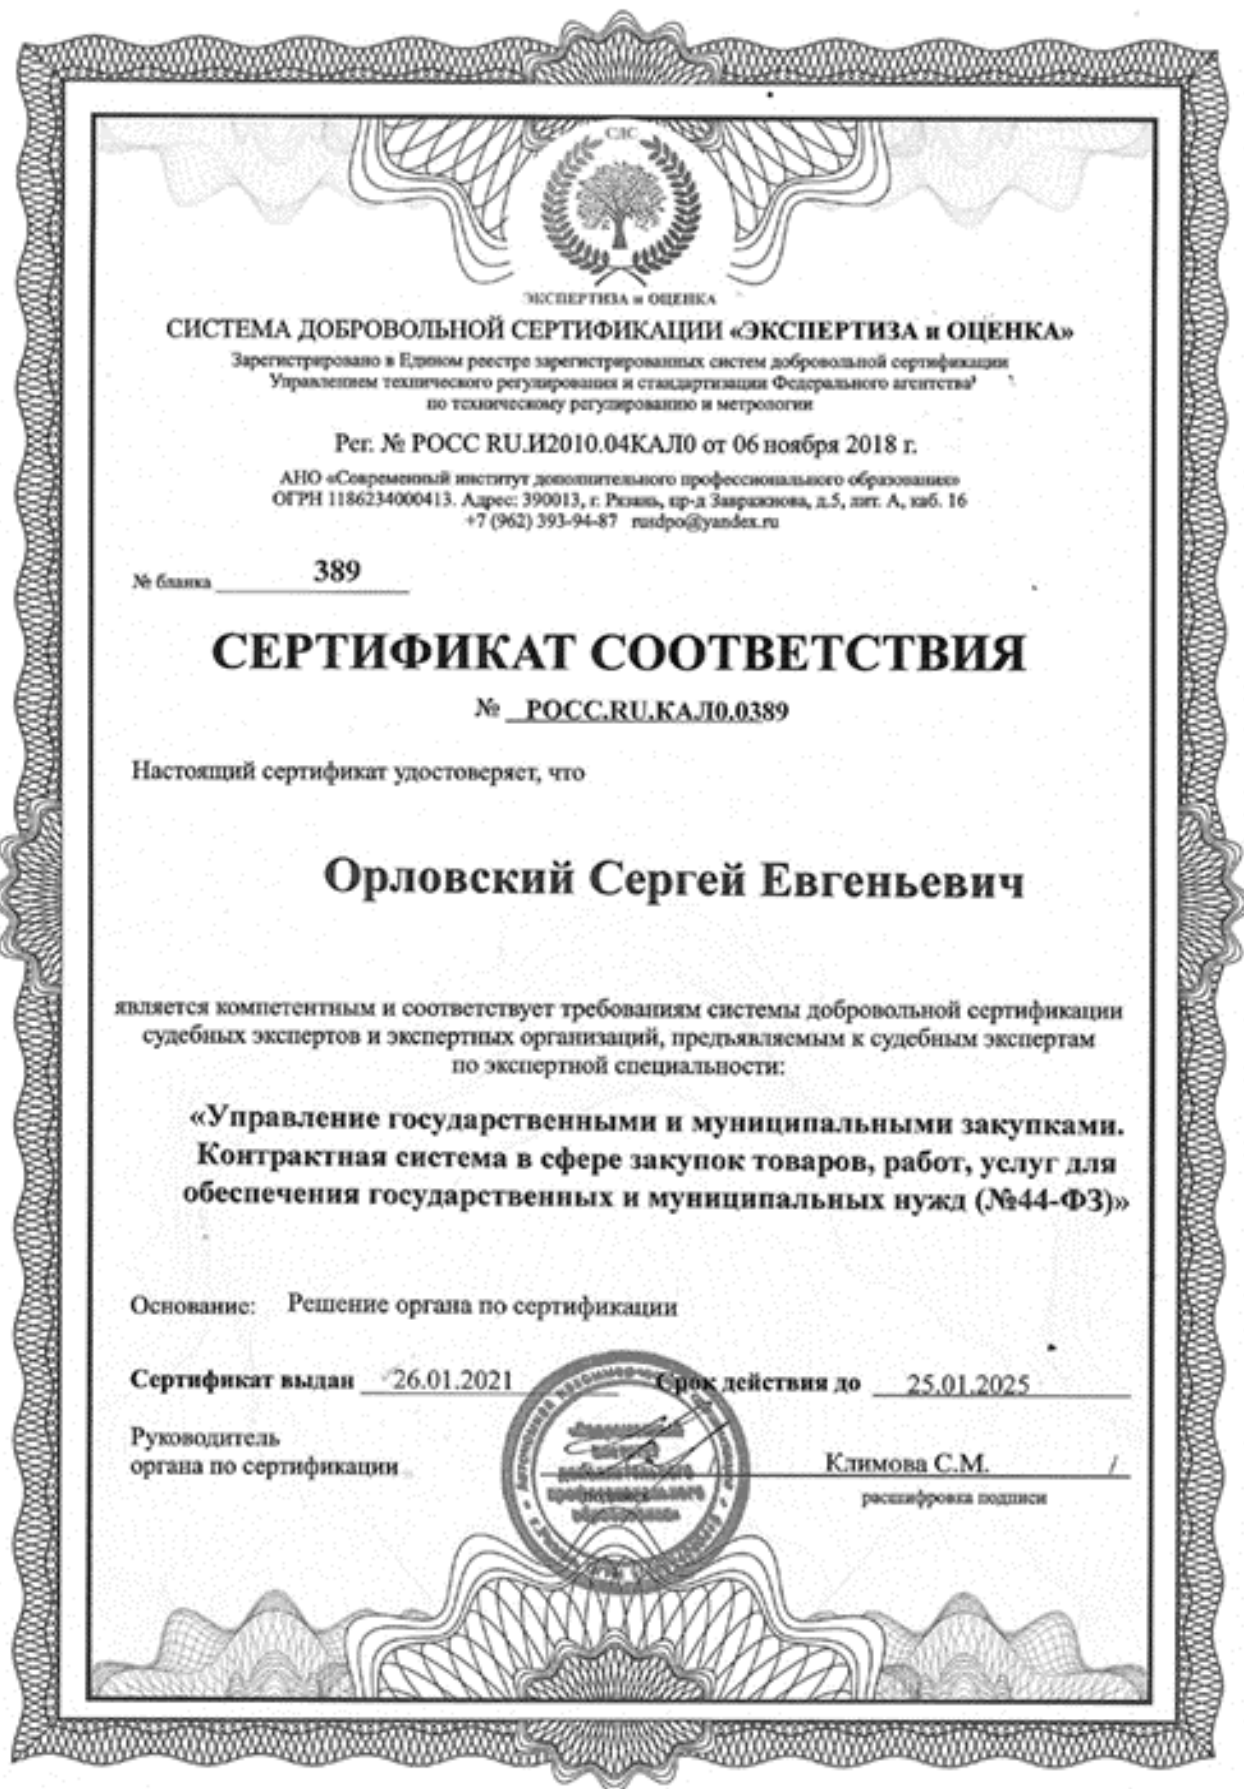 СДС
ЭКСПЕРТИЗА и ОЦЕНКА
СИСТЕМА ДОБРОВОЛЬНОЙ СЕРТИФИКАЦИИ «ЭКСПЕРТИЗА и ОЦЕНКА»
Зарегистрировано в Едином реестре зарегистрированных систем добровольной сертификации
Управлением технического регулирования и стандартизации Федерального агентства
по техническому регулированию и метрологии
Рег. № РОСС RU.И2010.04КАЛ0 от 06 ноября 2018 г.
АНО «Современный институт дополнительного профессионального образования»
ОГРН 1186234000413. Адрес: 390013, г. Рязань, пр-д Завражнова, д.5, лит. А, каб. 16
+7 (962) 393-94-87 rusdpo@yandex.ru
№ бланка 389
СЕРТИФИКАТ СООТВЕТСТВИЯ
№ РОСС.RU.КАЛ0.0389
Настоящий сертификат удостоверяет, что
Орловский Сергей Евгеньевич
является компетентным и соответствует требованиям системы добровольной сертификации
судебных экспертов и экспертных организаций, предъявляемым к судебным экспертам
по экспертной специальности:
«Управление государственными и муниципальными закупками.
Контрактная система в сфере закупок товаров, работ, услуг для
обеспечения государственных и муниципальных нужд (№44-ФЗ)»
Основание: Решение органа по сертификации
Сертификат выдан 26.01.2021 Срок действия до 25.01.2025
Руководитель
органа по сертификации / Климова С.М. /
расшифровка подписи
«Современный
институт
дополнительного
профессионального
образования»